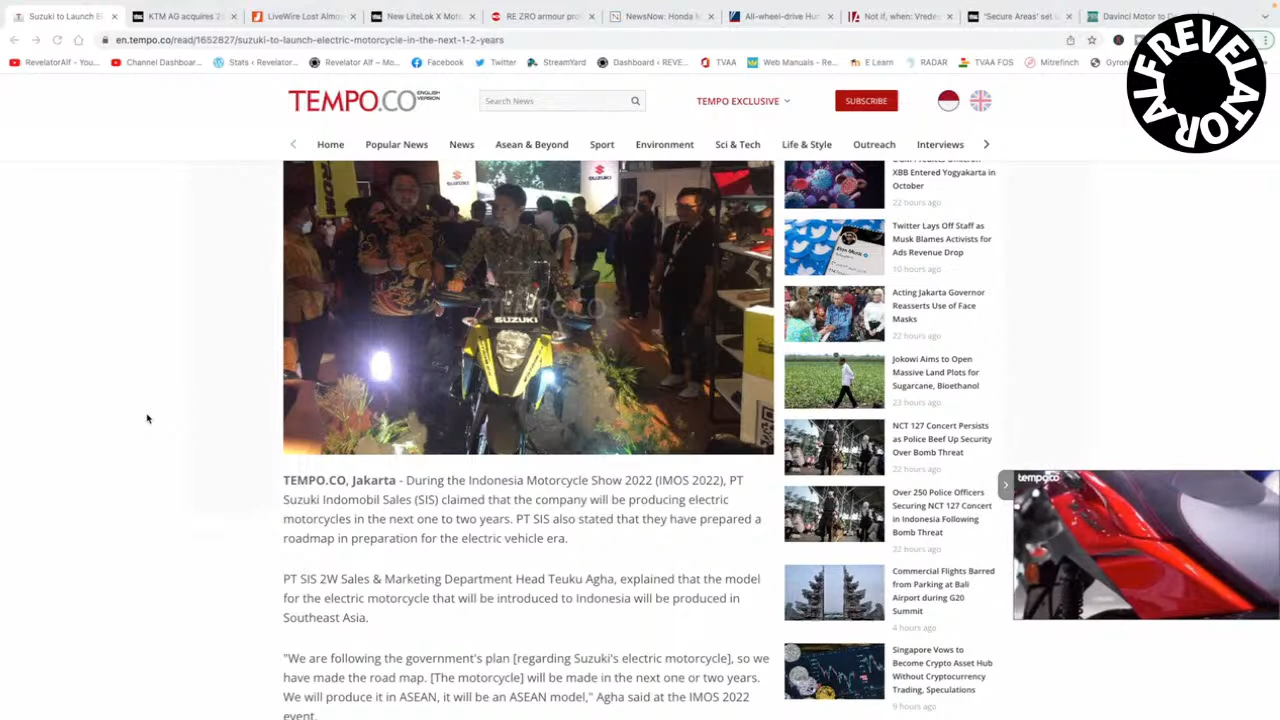 Suzuki to Launch El
KTM AG acquires 2
LiveWire Lost Almo
New LiteLok X Moto
RE ZRO armour pro
NewsNow: Honda M
All-wheel-drive Hun
Not if, when: Vrede
'Secure Areas' set u
Davinci Motor to C
en.tempo.co/read/1652827/suzuki-to-launch-electric-motorcycle-in-the-next-1-2-years
RevelatorAlf - You...
Channel Dashboar...
Stats ‹ Revelator...
Revelator Alf – Mo...
Facebook
Twitter
StreamYard
Dashboard ‹ REVE...
TVAA
Web Manuals - Re...
E Learn
RADAR
TVAA FOS
Mitrefinch
Gyron
REVELATOR ALF
TEMPO.CO ENGLISH VERSION
Search News
TEMPO EXCLUSIVE
SUBSCRIBE
Home
Popular News
News
Asean & Beyond
Sport
Environment
Sci & Tech
Life & Style
Outreach
Interviews
SUZUKI
SUZUKI
TEMPO.CO
SUZUKI
TEMPO.CO, Jakarta - During the Indonesia Motorcycle Show 2022 (IMOS 2022), PT
Suzuki Indomobil Sales (SIS) claimed that the company will be producing electric
motorcycles in the next one to two years. PT SIS also stated that they have prepared a
roadmap in preparation for the electric vehicle era.
PT SIS 2W Sales & Marketing Department Head Teuku Agha, explained that the model
for the electric motorcycle that will be introduced to Indonesia will be produced in
Southeast Asia.
"We are following the government's plan [regarding Suzuki's electric motorcycle], so we
have made the road map. [The motorcycle] will be made in the next one or two years.
We will produce it in ASEAN, it will be an ASEAN model," Agha said at the IMOS 2022
event.
XBB Entered Yogyakarta in
October
22 hours ago
Twitter Lays Off Staff as
Musk Blames Activists for
Ads Revenue Drop
10 hours ago
Acting Jakarta Governor
Reasserts Use of Face
Masks
22 hours ago
Jokowi Aims to Open
Massive Land Plots for
Sugarcane, Bioethanol
23 hours ago
NCT 127 Concert Persists
as Police Beef Up Security
Over Bomb Threat
22 hours ago
Over 250 Police Officers
Securing NCT 127 Concert
in Indonesia Following
Bomb Threat
22 hours ago
Commercial Flights Barred
from Parking at Bali
Airport during G20
Summit
4 hours ago
Singapore Vows to
Become Crypto Asset Hub
Without Cryptocurrency
Trading, Speculations
9 hours ago
tempo.co